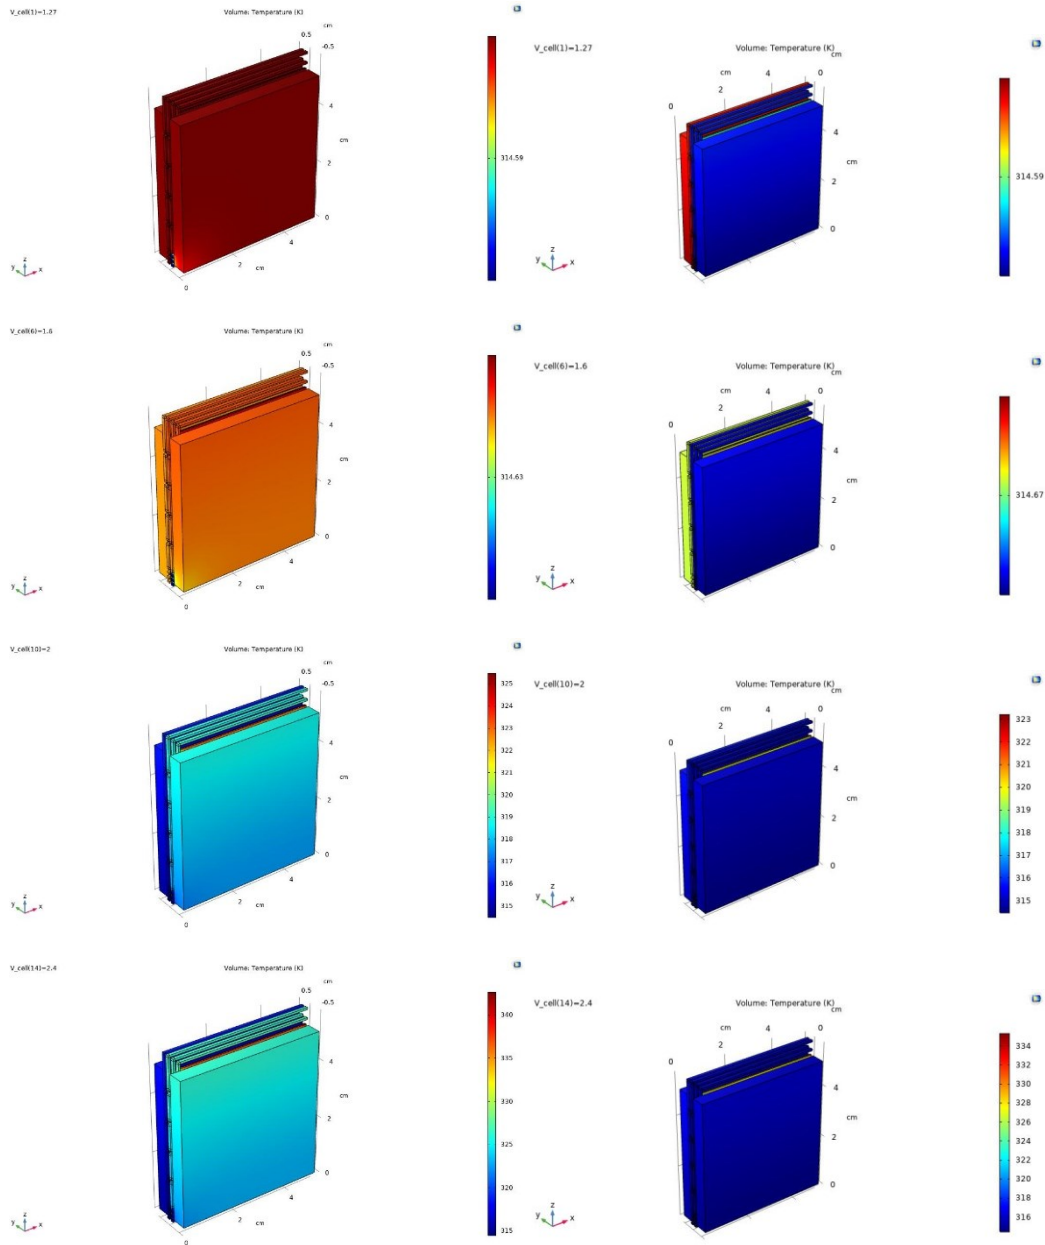 V_cell(1)=1.27 Volume: Temperature (K)
cm
0.5 -0.5
4
cm
2
0
4
2
cm
0
314.59
y z x
V_cell(1)=1.27 Volume: Temperature (K)
cm
cm 4 0
2
0
4
cm
2
0
314.59
y z x
V_cell(6)=1.6 Volume: Temperature (K)
cm
0.5 -0.5
4
cm
2
0
4
2
cm
0
314.63
y z x
V_cell(6)=1.6 Volume: Temperature (K)
cm
cm 4 0
2
0
4
cm
2
0
314.67
y z x
V_cell(10)=2 Volume: Temperature (K)
cm
0.5 -0.5
4
cm
2
0
4
2
cm
0
325
324
323
322
321
320
319
318
317
316
315
y z x
V_cell(10)=2 Volume: Temperature (K)
cm
cm 4 0
2
0
4
cm
2
0
323
322
321
320
319
318
317
316
315
y z x
V_cell(14)=2.4 Volume: Temperature (K)
cm
0.5 -0.5
4
cm
2
0
4
2
cm
0
340
335
330
325
320
315
y z x
V_cell(14)=2.4 Volume: Temperature (K)
cm
cm 4 0
2
0
4
cm
2
0
334
332
330
328
326
324
322
320
318
316
y z x